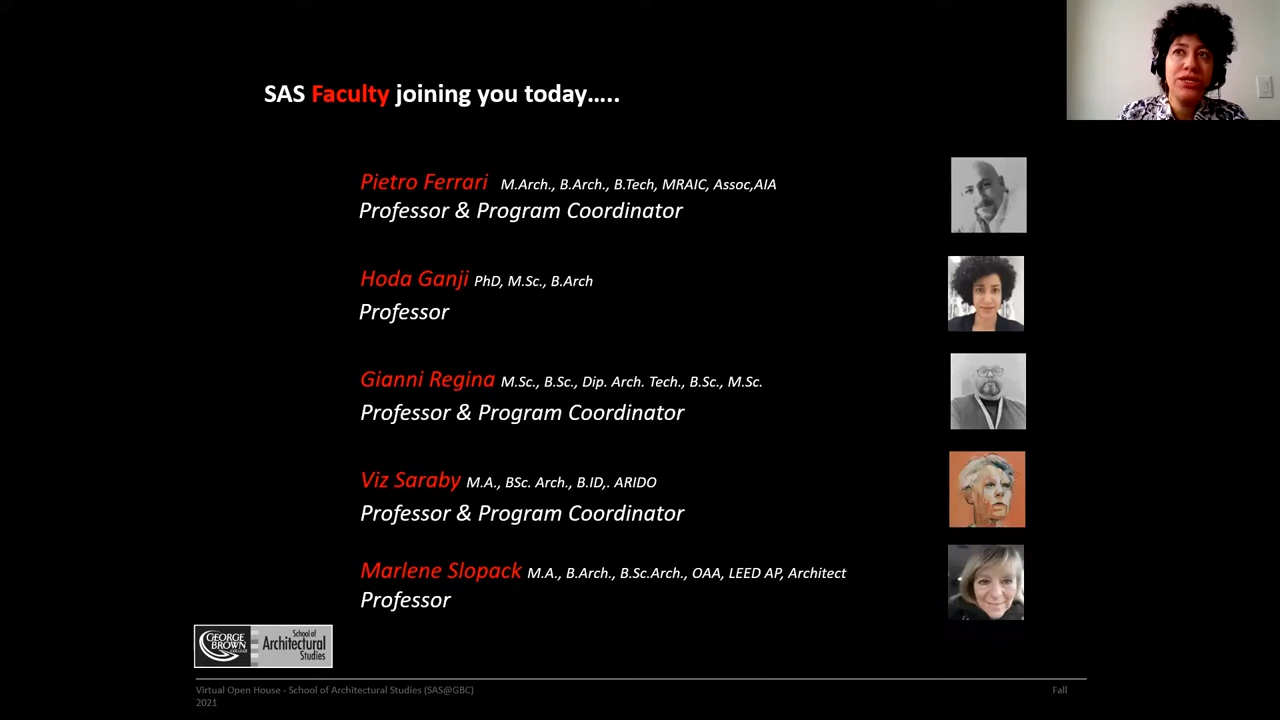 SAS Faculty joining you today.....
Pietro Ferrari M.Arch., B.Arch., B.Tech, MRAIC, Assoc,AIA
Professor & Program Coordinator
Hoda Ganji PhD, M.Sc., B.Arch
Professor
Gianni Regina M.Sc., B.Sc., Dip. Arch. Tech., B.Sc., M.Sc.
Professor & Program Coordinator
Viz Saraby M.A., BSc. Arch., B.ID,. ARIDO
Professor & Program Coordinator
Marlene Slopack M.A., B.Arch., B.Sc.Arch., OAA, LEED AP, Architect
Professor
GEORGE
BROWN
COLLEGE
School of
Architectural
Studies
Virtual Open House - School of Architectural Studies (SAS@GBC) Fall
2021